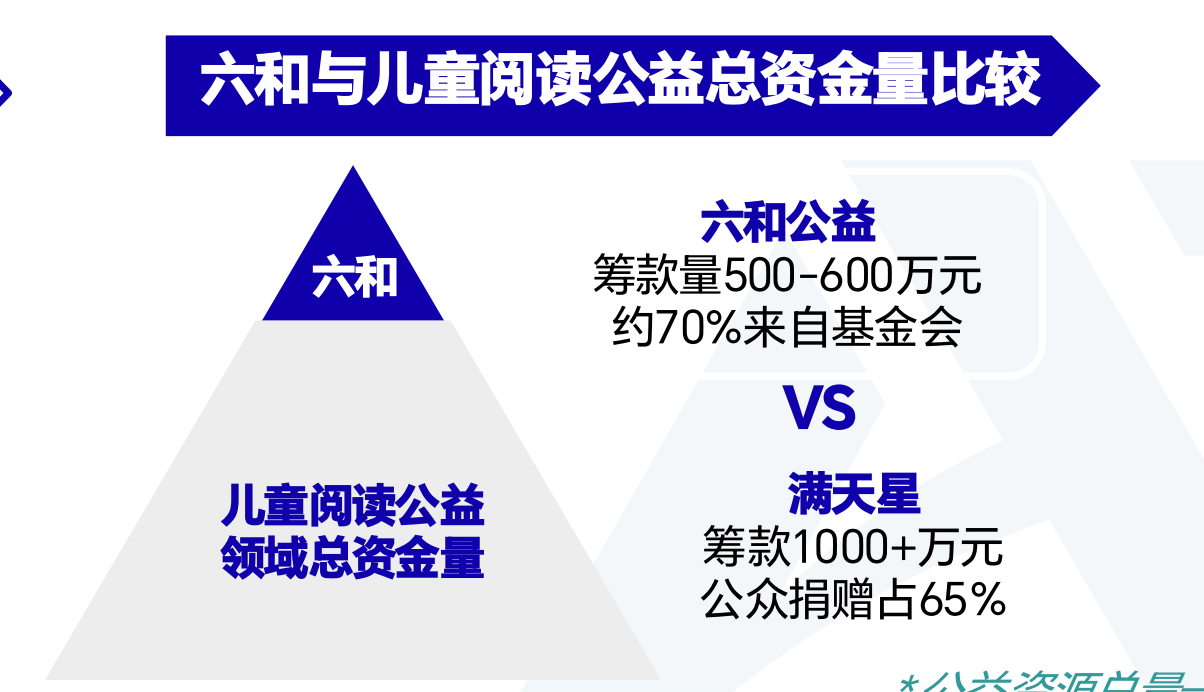 六和与儿童阅读公益总资金量比较
六和
儿童阅读公益
领域总资金量
六和公益
筹款量500-600万元
约70%来自基金会
VS
满天星
筹款1000+万元
公众捐赠占65%
*公益资源总量